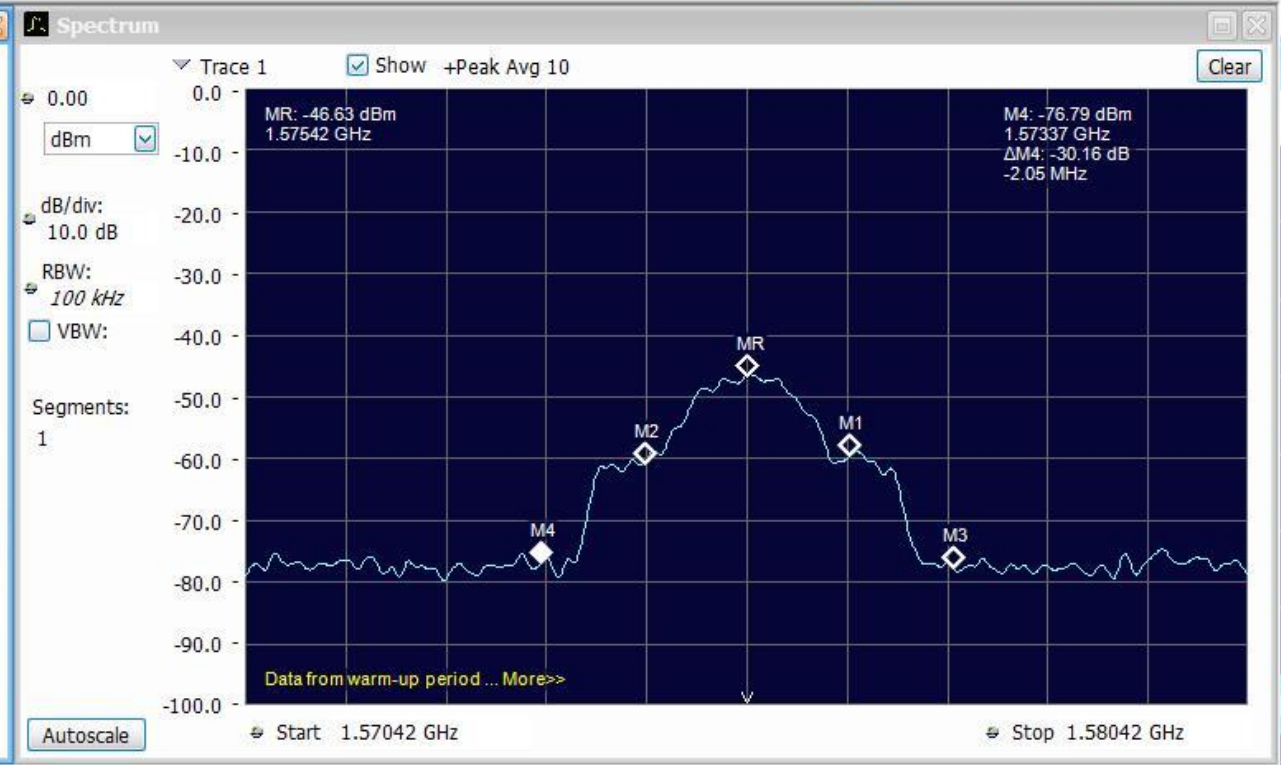 Spectrum
Trace 1 Show +Peak Avg 10 Clear
0.00
dBm
dB/div:
10.0 dB
RBW:
100 kHz
VBW:
Segments:
1
Autoscale
0.0
-10.0
-20.0
-30.0
-40.0
-50.0
-60.0
-70.0
-80.0
-90.0
-100.0
MR: -46.63 dBm
1.57542 GHz
M4: -76.79 dBm
1.57337 GHz
ΔM4: -30.16 dB
-2.05 MHz
MR
M2
M1
M4
M3
Data from warm-up period ... More>>
Start 1.57042 GHz
Stop 1.58042 GHz